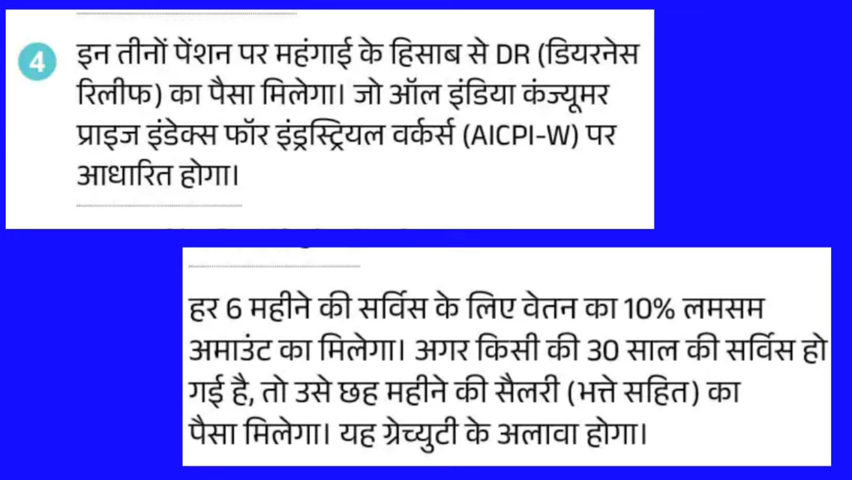 4 इन तीनों पेंशन पर महंगाई के हिसाब से DR (डियरनेस
रिलीफ) का पैसा मिलेगा। जो ऑल इंडिया कंज्यूमर
प्राइज इंडेक्स फॉर इंड्रस्ट्रियल वर्कर्स (AICPI-W) पर
आधारित होगा।
हर 6 महीने की सर्विस के लिए वेतन का 10% लमसम
अमाउंट का मिलेगा। अगर किसी की 30 साल की सर्विस हो
गई है, तो उसे छह महीने की सैलरी (भत्ते सहित) का
पैसा मिलेगा। यह ग्रेच्युटी के अलावा होगा।